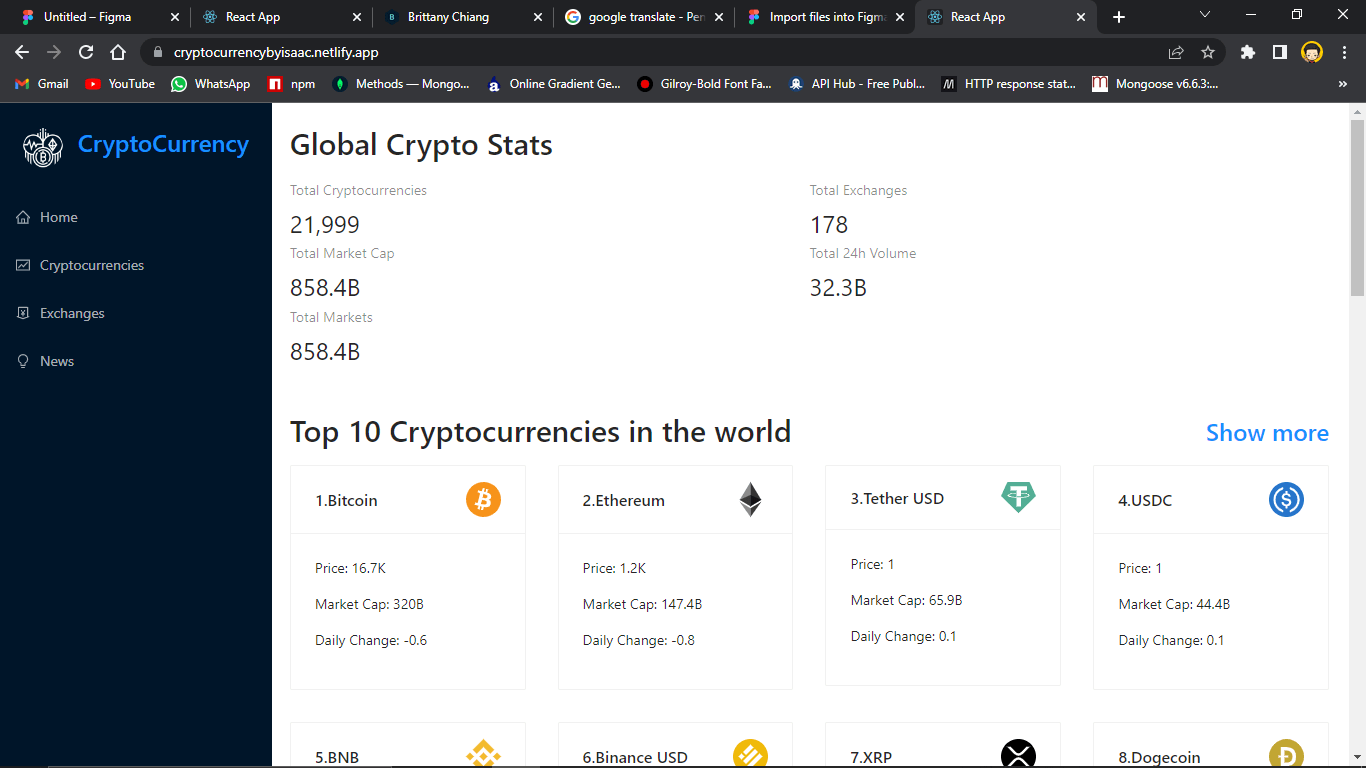 Untitled – Figma
React App
Brittany Chiang
google translate - Pen
Import files into Figma
React App
cryptocurrencybyisaac.netlify.app
Gmail
YouTube
WhatsApp
npm
Methods — Mongo...
Online Gradient Ge...
Gilroy-Bold Font Fa...
API Hub - Free Publ...
HTTP response stat...
Mongoose v6.6.3:...
»
CryptoCurrency
Home
Cryptocurrencies
Exchanges
News
Global Crypto Stats
Total Cryptocurrencies
21,999
Total Exchanges
178
Total Market Cap
858.4B
Total 24h Volume
32.3B
Total Markets
858.4B
Top 10 Cryptocurrencies in the world
Show more
1.Bitcoin
Price: 16.7K
Market Cap: 320B
Daily Change: -0.6
2.Ethereum
Price: 1.2K
Market Cap: 147.4B
Daily Change: -0.8
3.Tether USD
Price: 1
Market Cap: 65.9B
Daily Change: 0.1
4.USDC
Price: 1
Market Cap: 44.4B
Daily Change: 0.1
5.BNB
6.Binance USD
7.XRP
8.Dogecoin